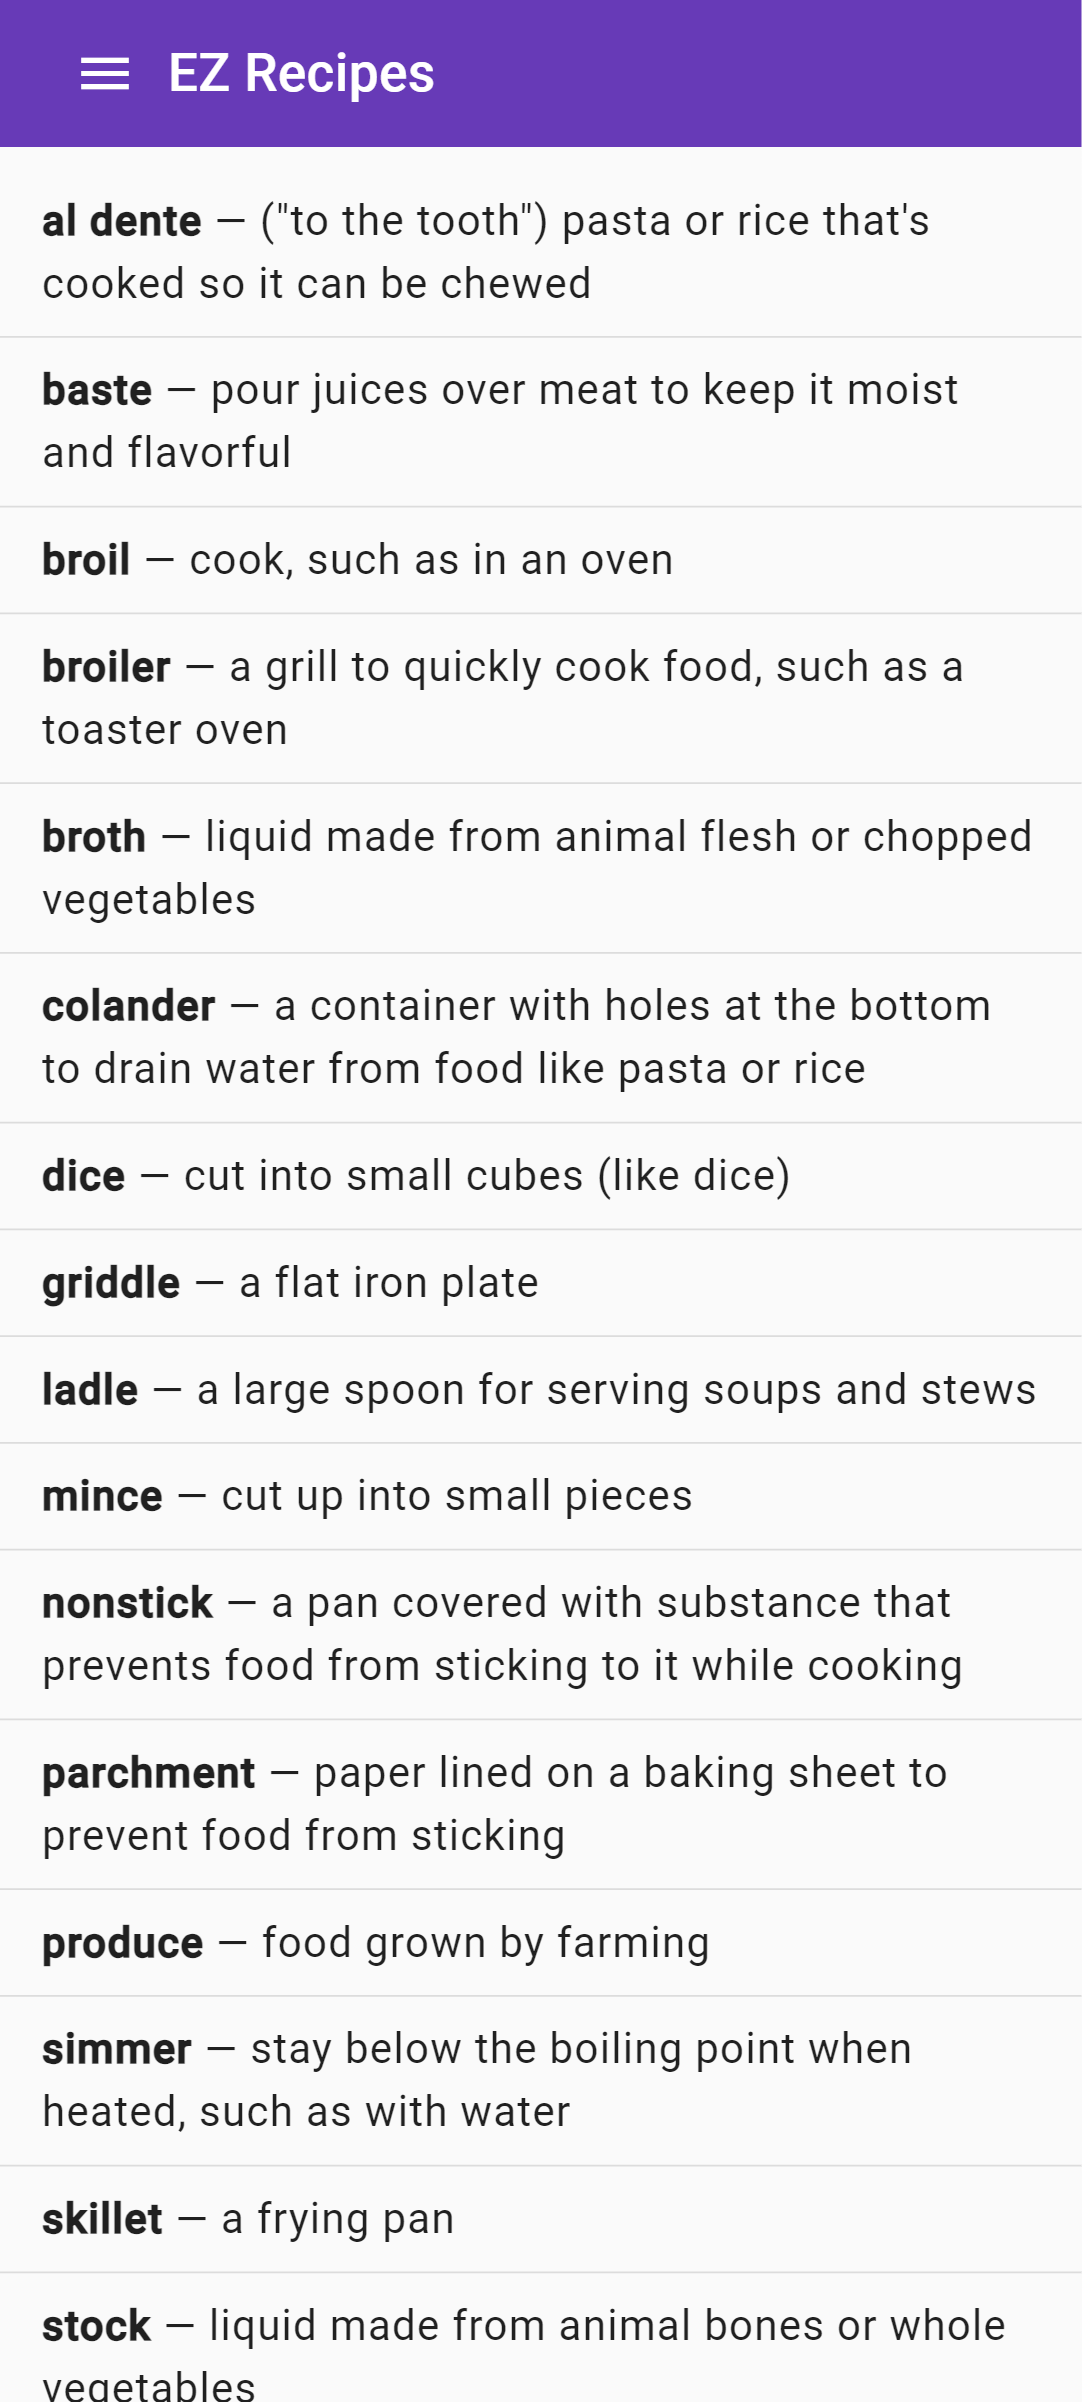 EZ Recipes
al dente — ("to the tooth") pasta or rice that's
cooked so it can be chewed
baste — pour juices over meat to keep it moist
and flavorful
broil — cook, such as in an oven
broiler — a grill to quickly cook food, such as a
toaster oven
broth — liquid made from animal flesh or chopped
vegetables
colander — a container with holes at the bottom
to drain water from food like pasta or rice
dice — cut into small cubes (like dice)
griddle — a flat iron plate
ladle — a large spoon for serving soups and stews
mince — cut up into small pieces
nonstick — a pan covered with substance that
prevents food from sticking to it while cooking
parchment — paper lined on a baking sheet to
prevent food from sticking
produce — food grown by farming
simmer — stay below the boiling point when
heated, such as with water
skillet — a frying pan
stock — liquid made from animal bones or whole
vegetables